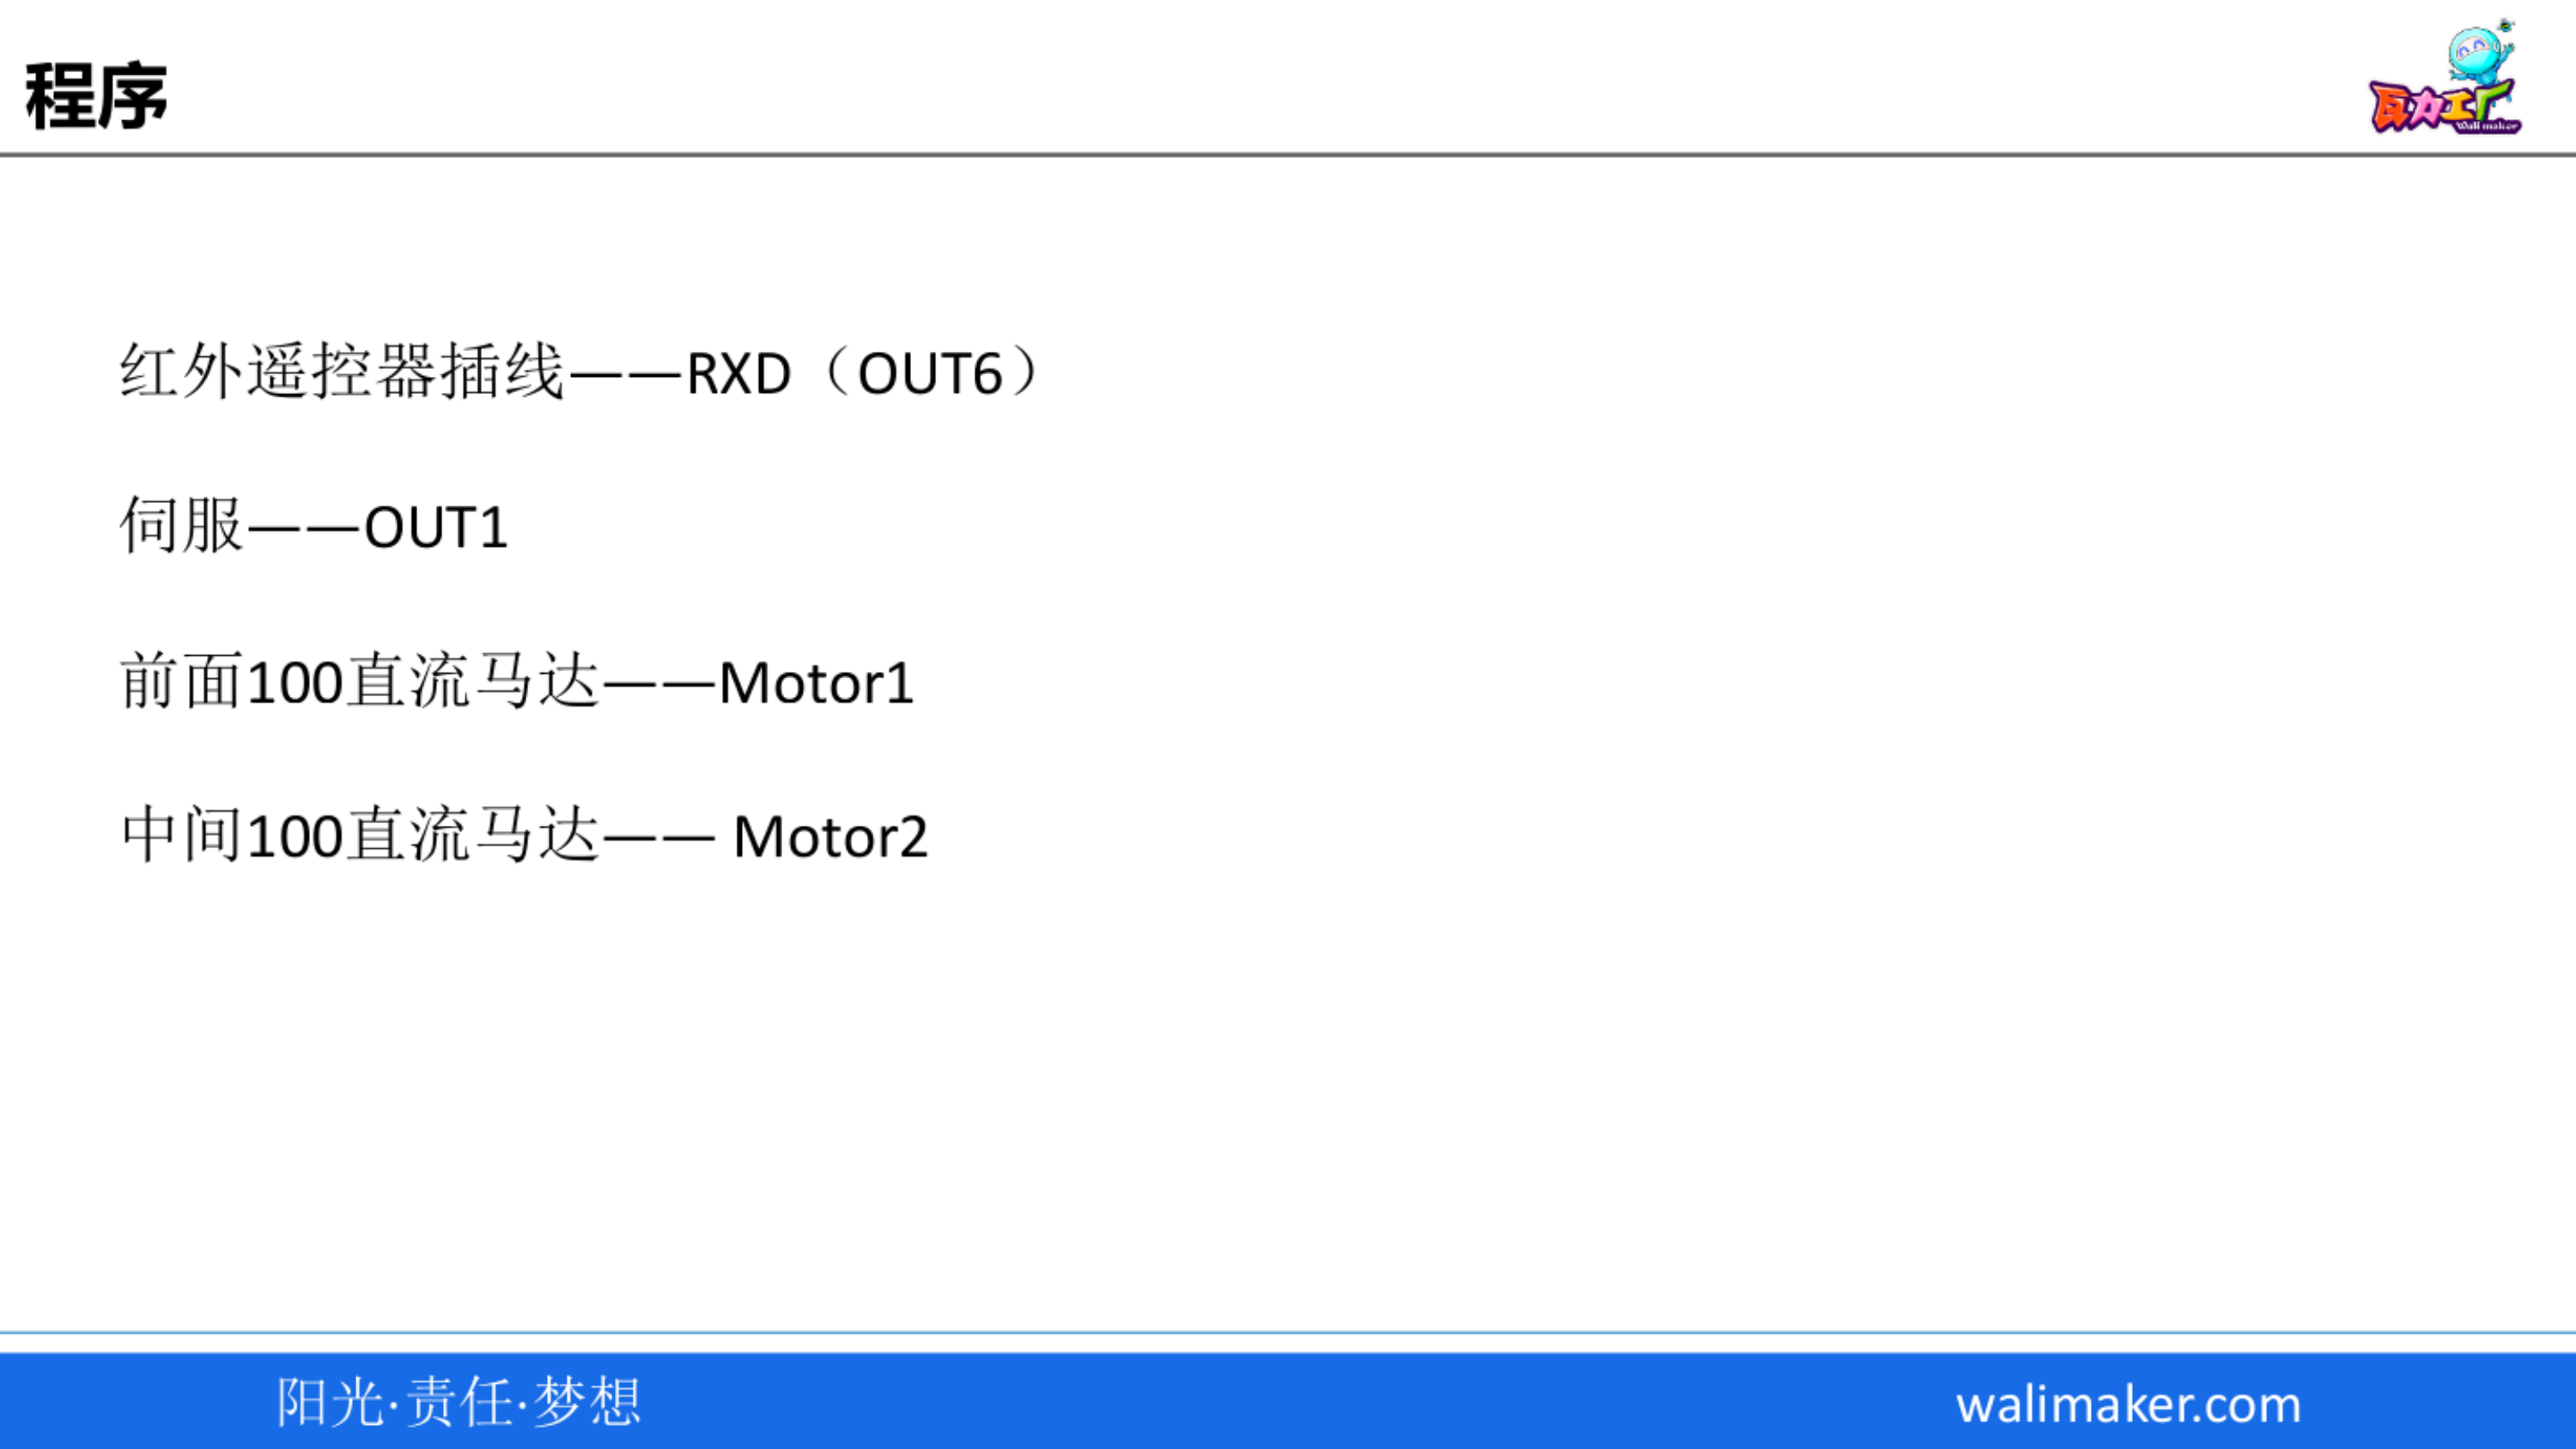 程序
瓦力工厂
Wali maker
红外遥控器插线——RXD（OUT6）
伺服——OUT1
前面100直流马达——Motor1
中间100直流马达—— Motor2
阳光·责任·梦想
walimaker.com